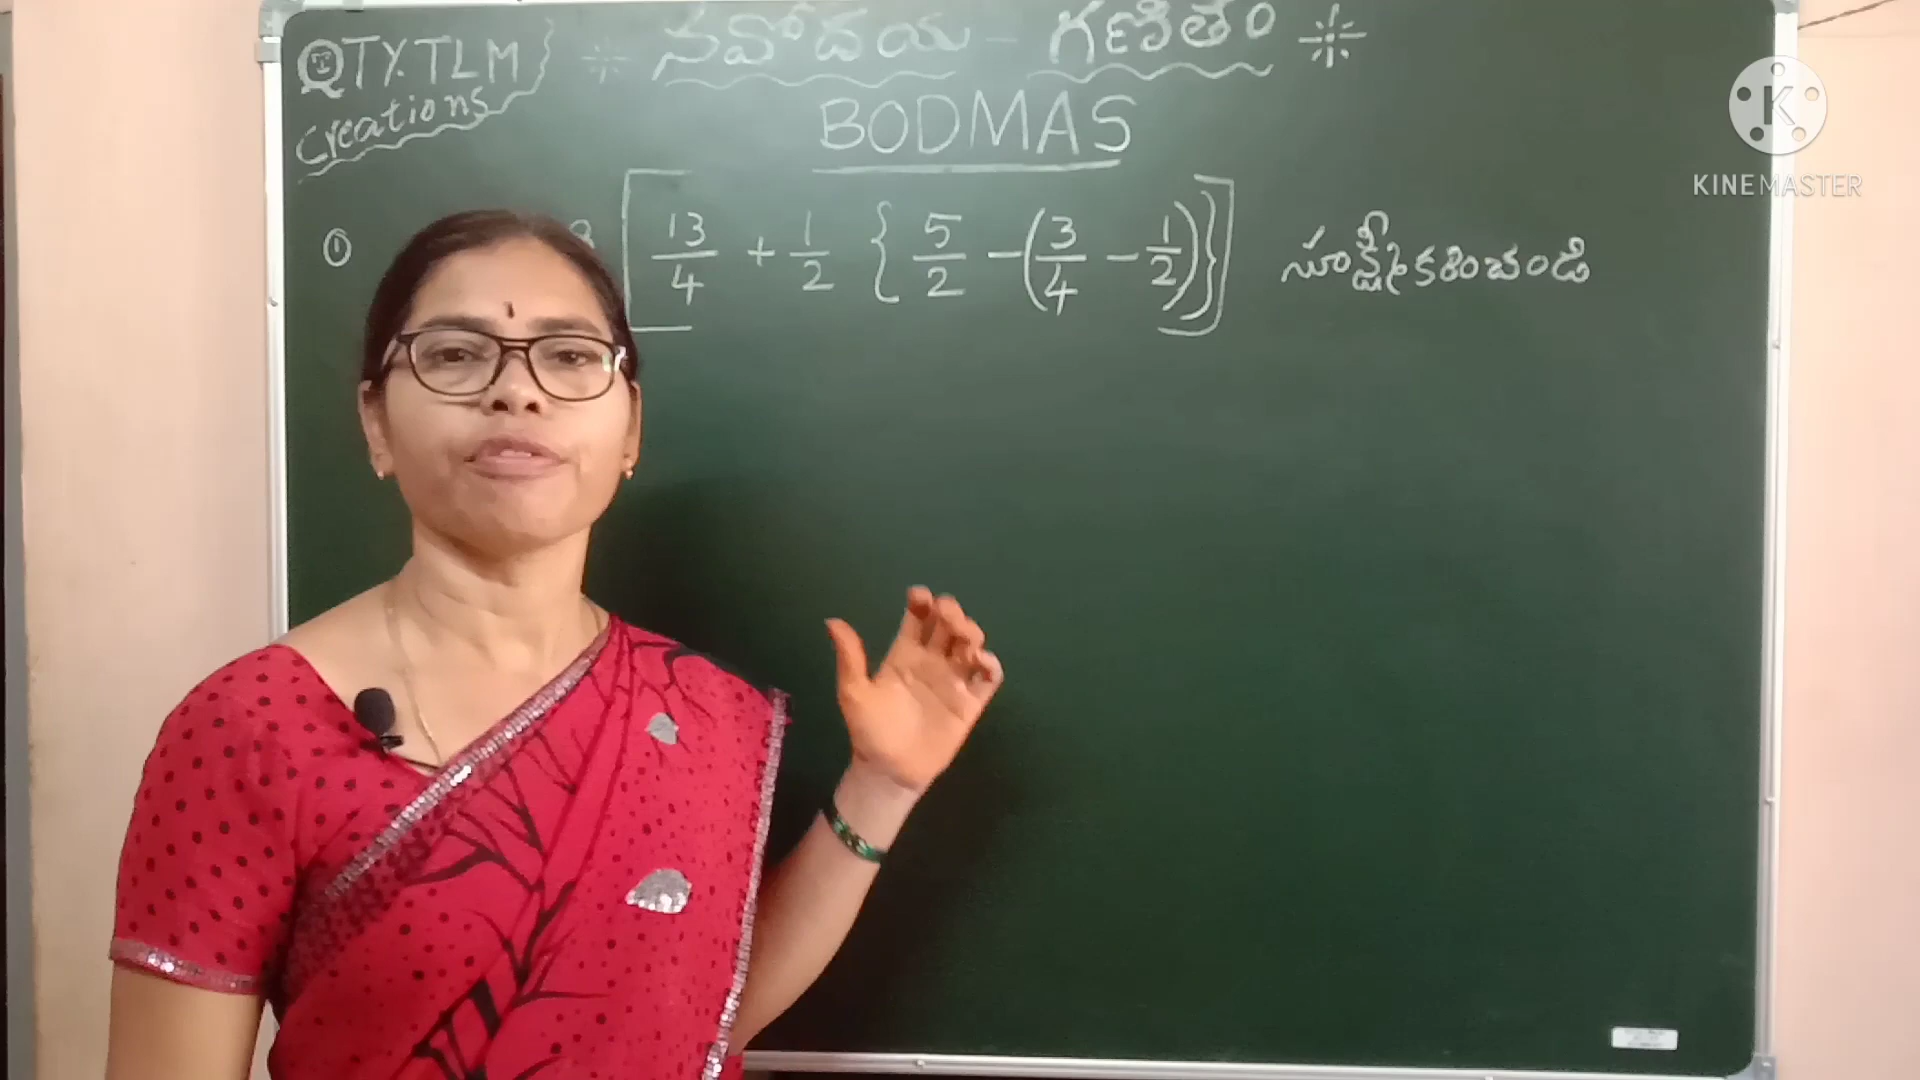 QTY.TLM * నవోదయ - గణితం *
Creations
BODMAS
① [ 13/4 + 1/2 { 5/2 - ( 3/4 - 1/2 ) } ] సూక్ష్మీకరించండి
K
KINEMASTER